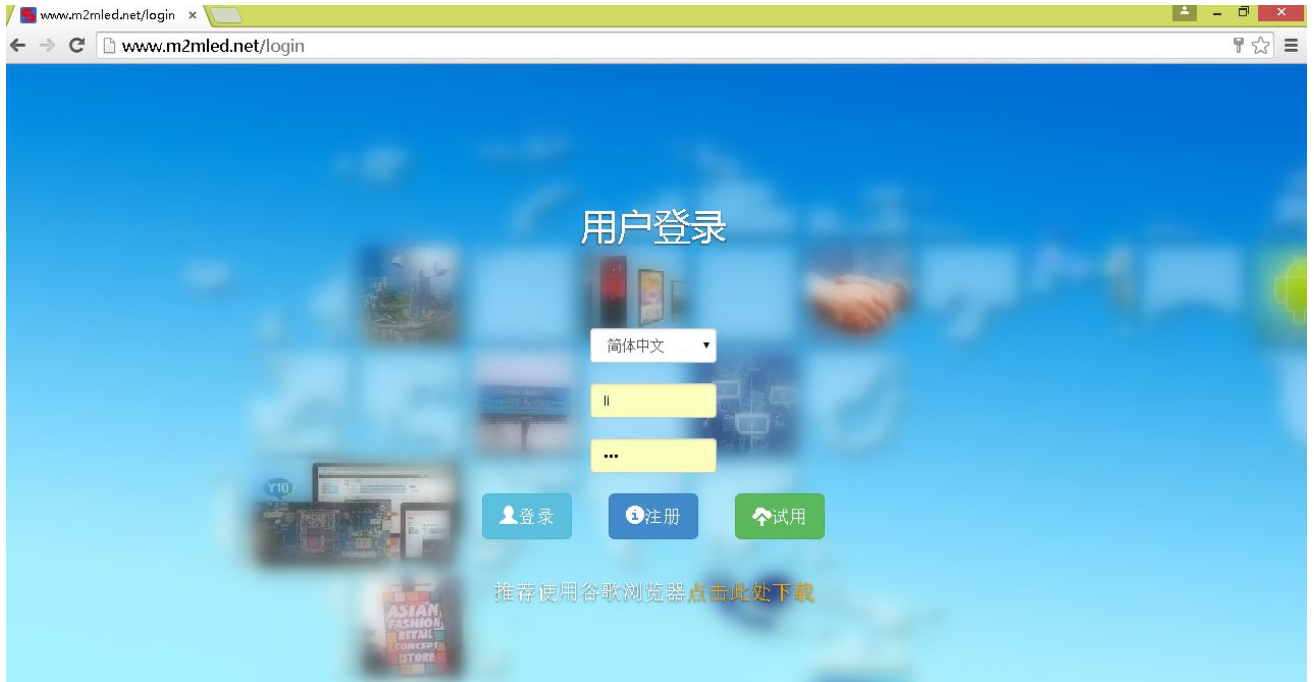 www.m2mled.net/login
www.m2mled.net/login
用户登录
简体中文
li
•••
登录 注册 试用
推荐使用谷歌浏览器点击此处下载
Y10
ASIAN
FASHION
RETAIL
CONCEPT
STORE